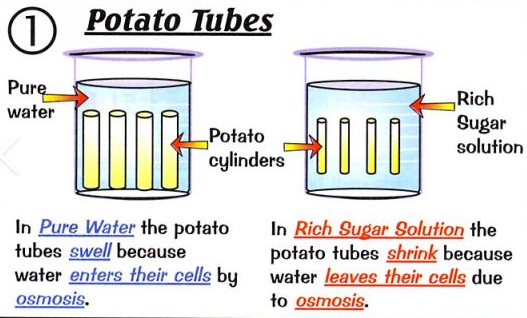 1 Potato Tubes
Pure
water
Potato
cylinders
Rich
Sugar
solution
In Pure Water the potato
tubes swell because
water enters their cells by
osmosis.
In Rich Sugar Solution the
potato tubes shrink because
water leaves their cells due
to osmosis.